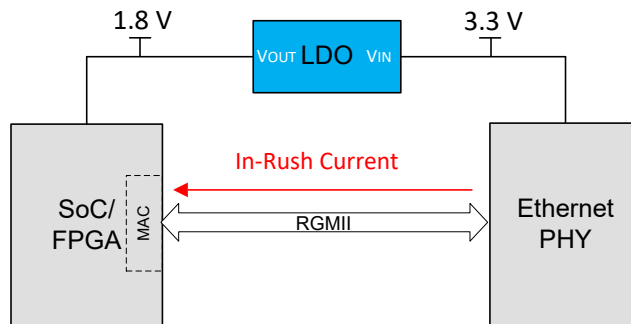 1.8 V
3.3 V
VOUT LDO VIN
In-Rush Current
SoC/
FPGA
MAC
RGMII
Ethernet
PHY